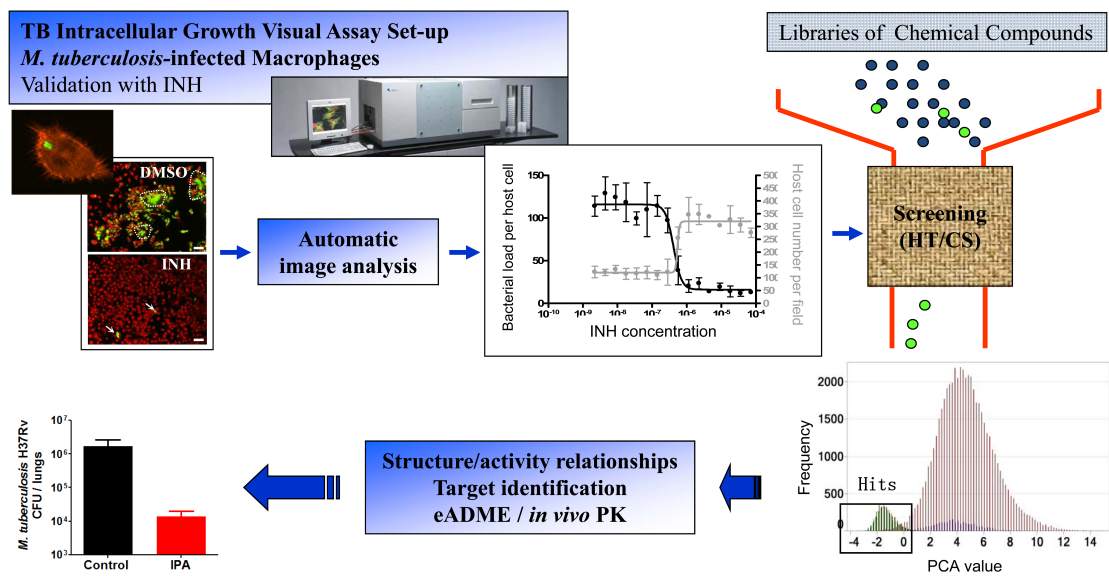 TB Intracellular Growth Visual Assay Set-up
M. tuberculosis-infected Macrophages
Validation with INH
Libraries of Chemical Compounds
DMSO
INH
Automatic
image analysis
Bacterial load per host cell
150
100
50
0
10-10
10-9
10-8
10-7
10-6
10-5
10-4
INH concentration
500
450
400
350
300
250
200
150
100
50
0
Host cell number per field
Screening
(HT/CS)
M. tuberculosis H37Rv
CFU / lungs
10⁷
10⁶
10⁵
10⁴
10³
Control
IPA
Structure/activity relationships
Target identification
eADME / in vivo PK
Frequency
2000
1500
1000
500
0
Hits
-4
-2
0
2
4
6
8
10
12
14
PCA value